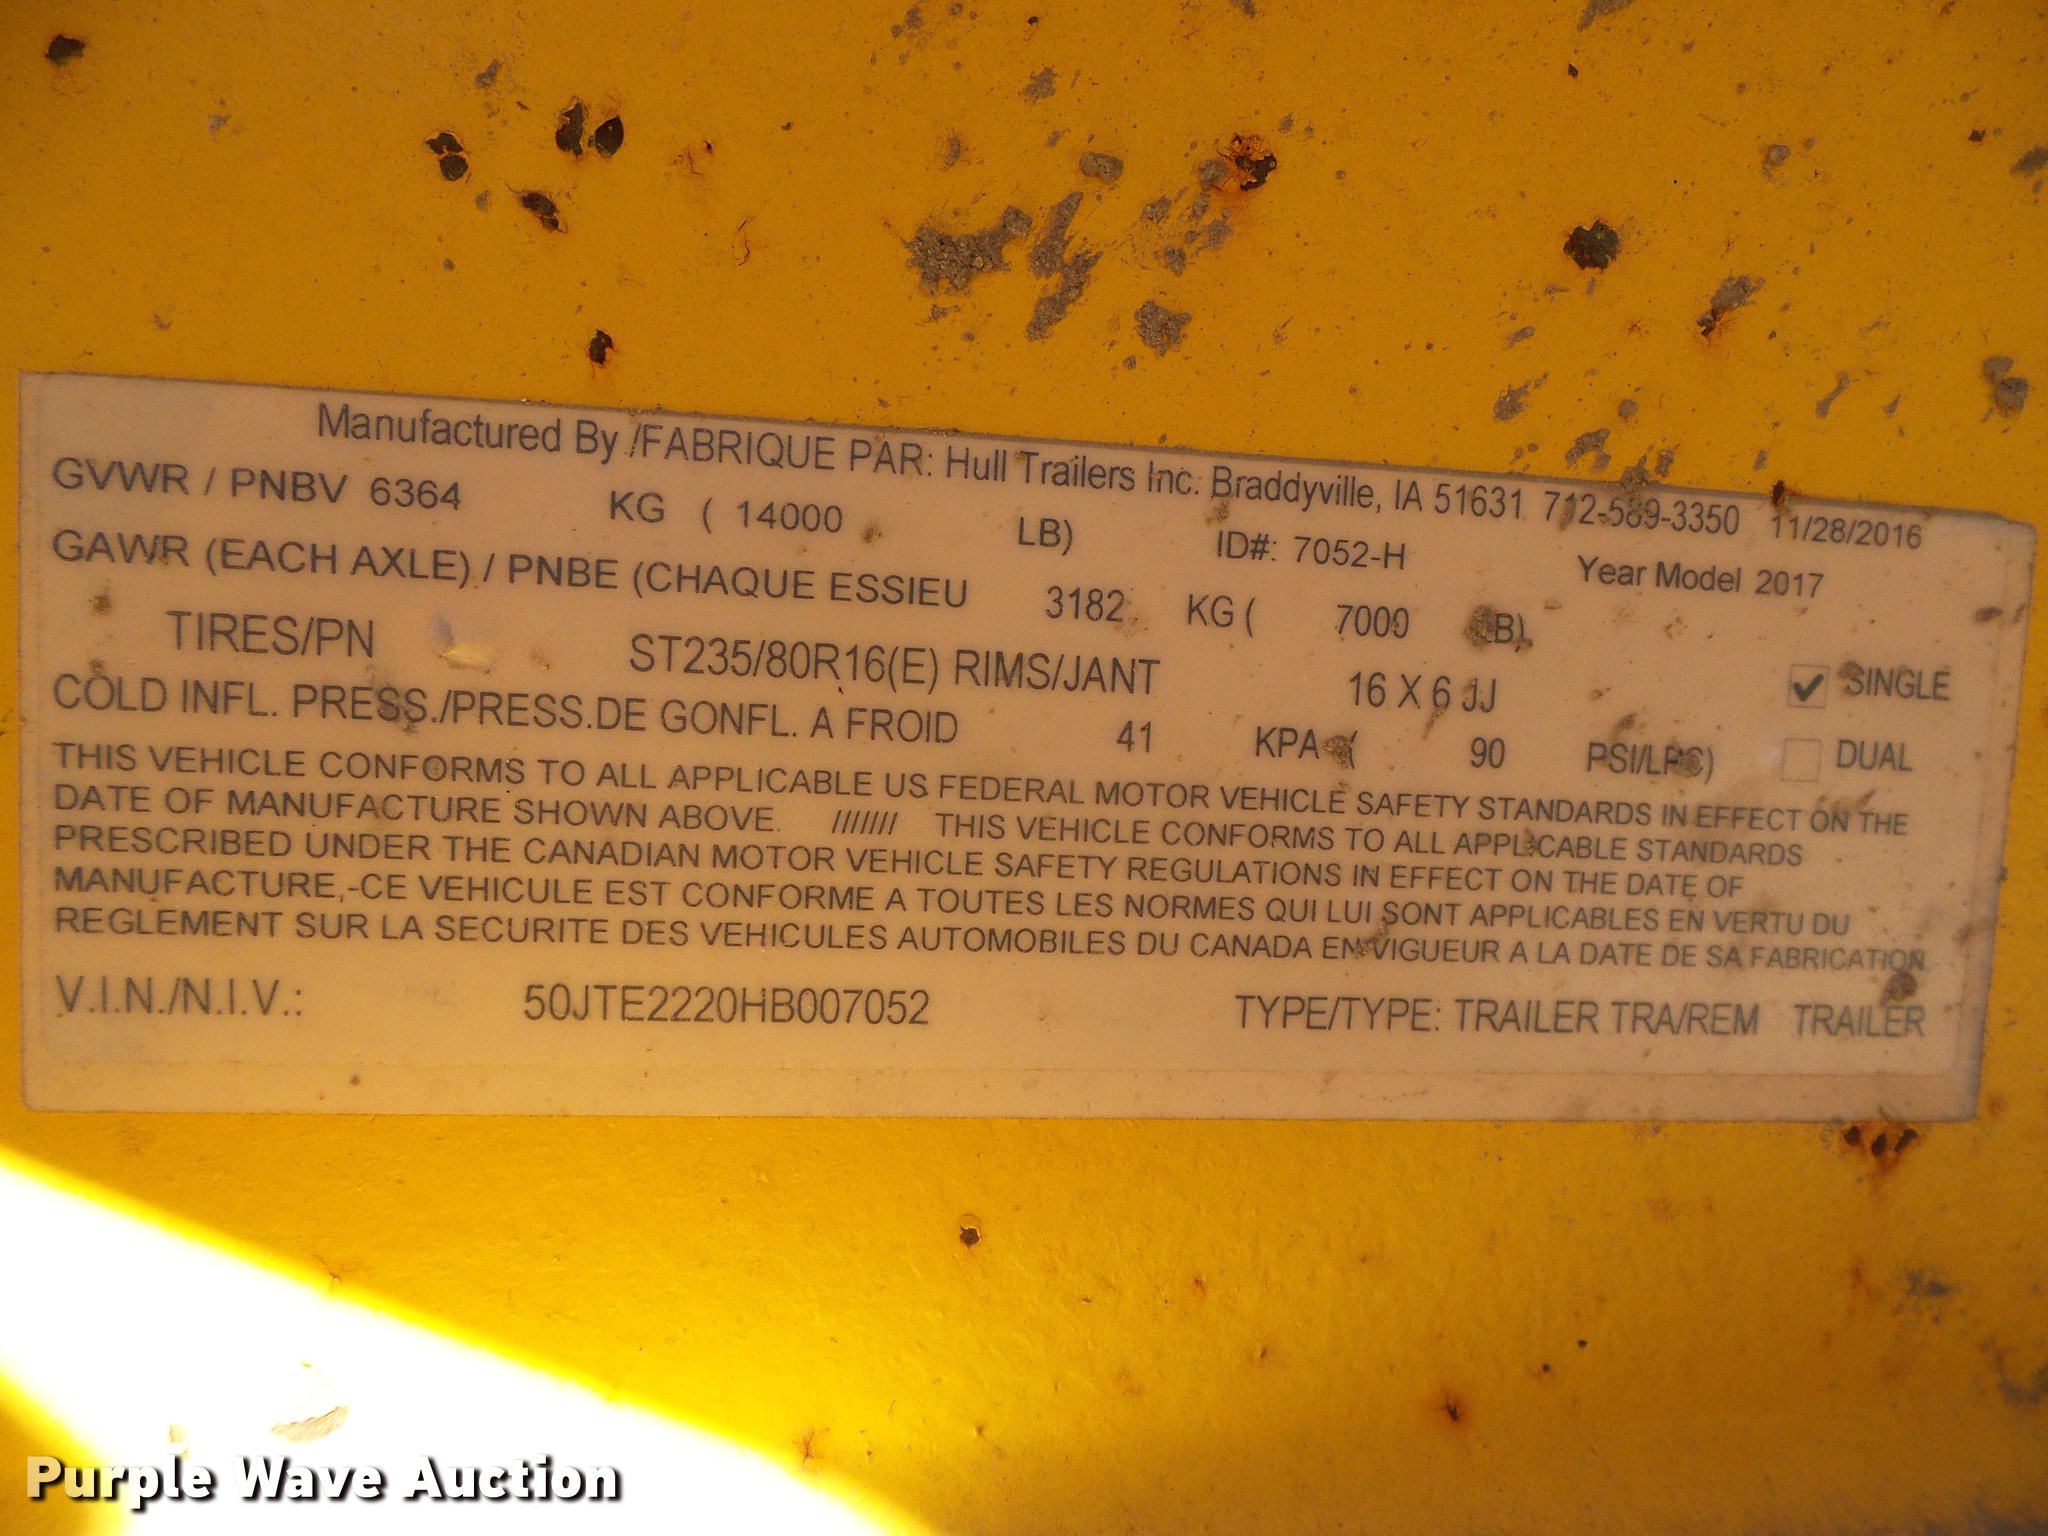 Manufactured By /FABRIQUE PAR: Hull Trailers Inc. Braddyville, IA 51631 712-589-3350 11/28/2016
GVWR / PNBV 6364 KG ( 14000 LB) ID#: 7052-H Year Model 2017
GAWR (EACH AXLE) / PNBE (CHAQUE ESSIEU 3182 KG ( 7000 LB)
TIRES/PN ST235/80R16(E) RIMS/JANT 16 X 6 JJ SINGLE
COLD INFL. PRESS./PRESS.DE GONFL. A FROID 41 KPA ( 90 PSI/LPC) DUAL
THIS VEHICLE CONFORMS TO ALL APPLICABLE US FEDERAL MOTOR VEHICLE SAFETY STANDARDS IN EFFECT ON THE
DATE OF MANUFACTURE SHOWN ABOVE. /////// THIS VEHICLE CONFORMS TO ALL APPLICABLE STANDARDS
PRESCRIBED UNDER THE CANADIAN MOTOR VEHICLE SAFETY REGULATIONS IN EFFECT ON THE DATE OF
MANUFACTURE,-CE VEHICULE EST CONFORME A TOUTES LES NORMES QUI LUI SONT APPLICABLES EN VERTU DU
REGLEMENT SUR LA SECURITE DES VEHICULES AUTOMOBILES DU CANADA EN VIGUEUR A LA DATE DE SA FABRICATION.
V.I.N./N.I.V.: 50JTE2220HB007052 TYPE/TYPE: TRAILER TRA/REM TRAILER
Purple Wave Auction